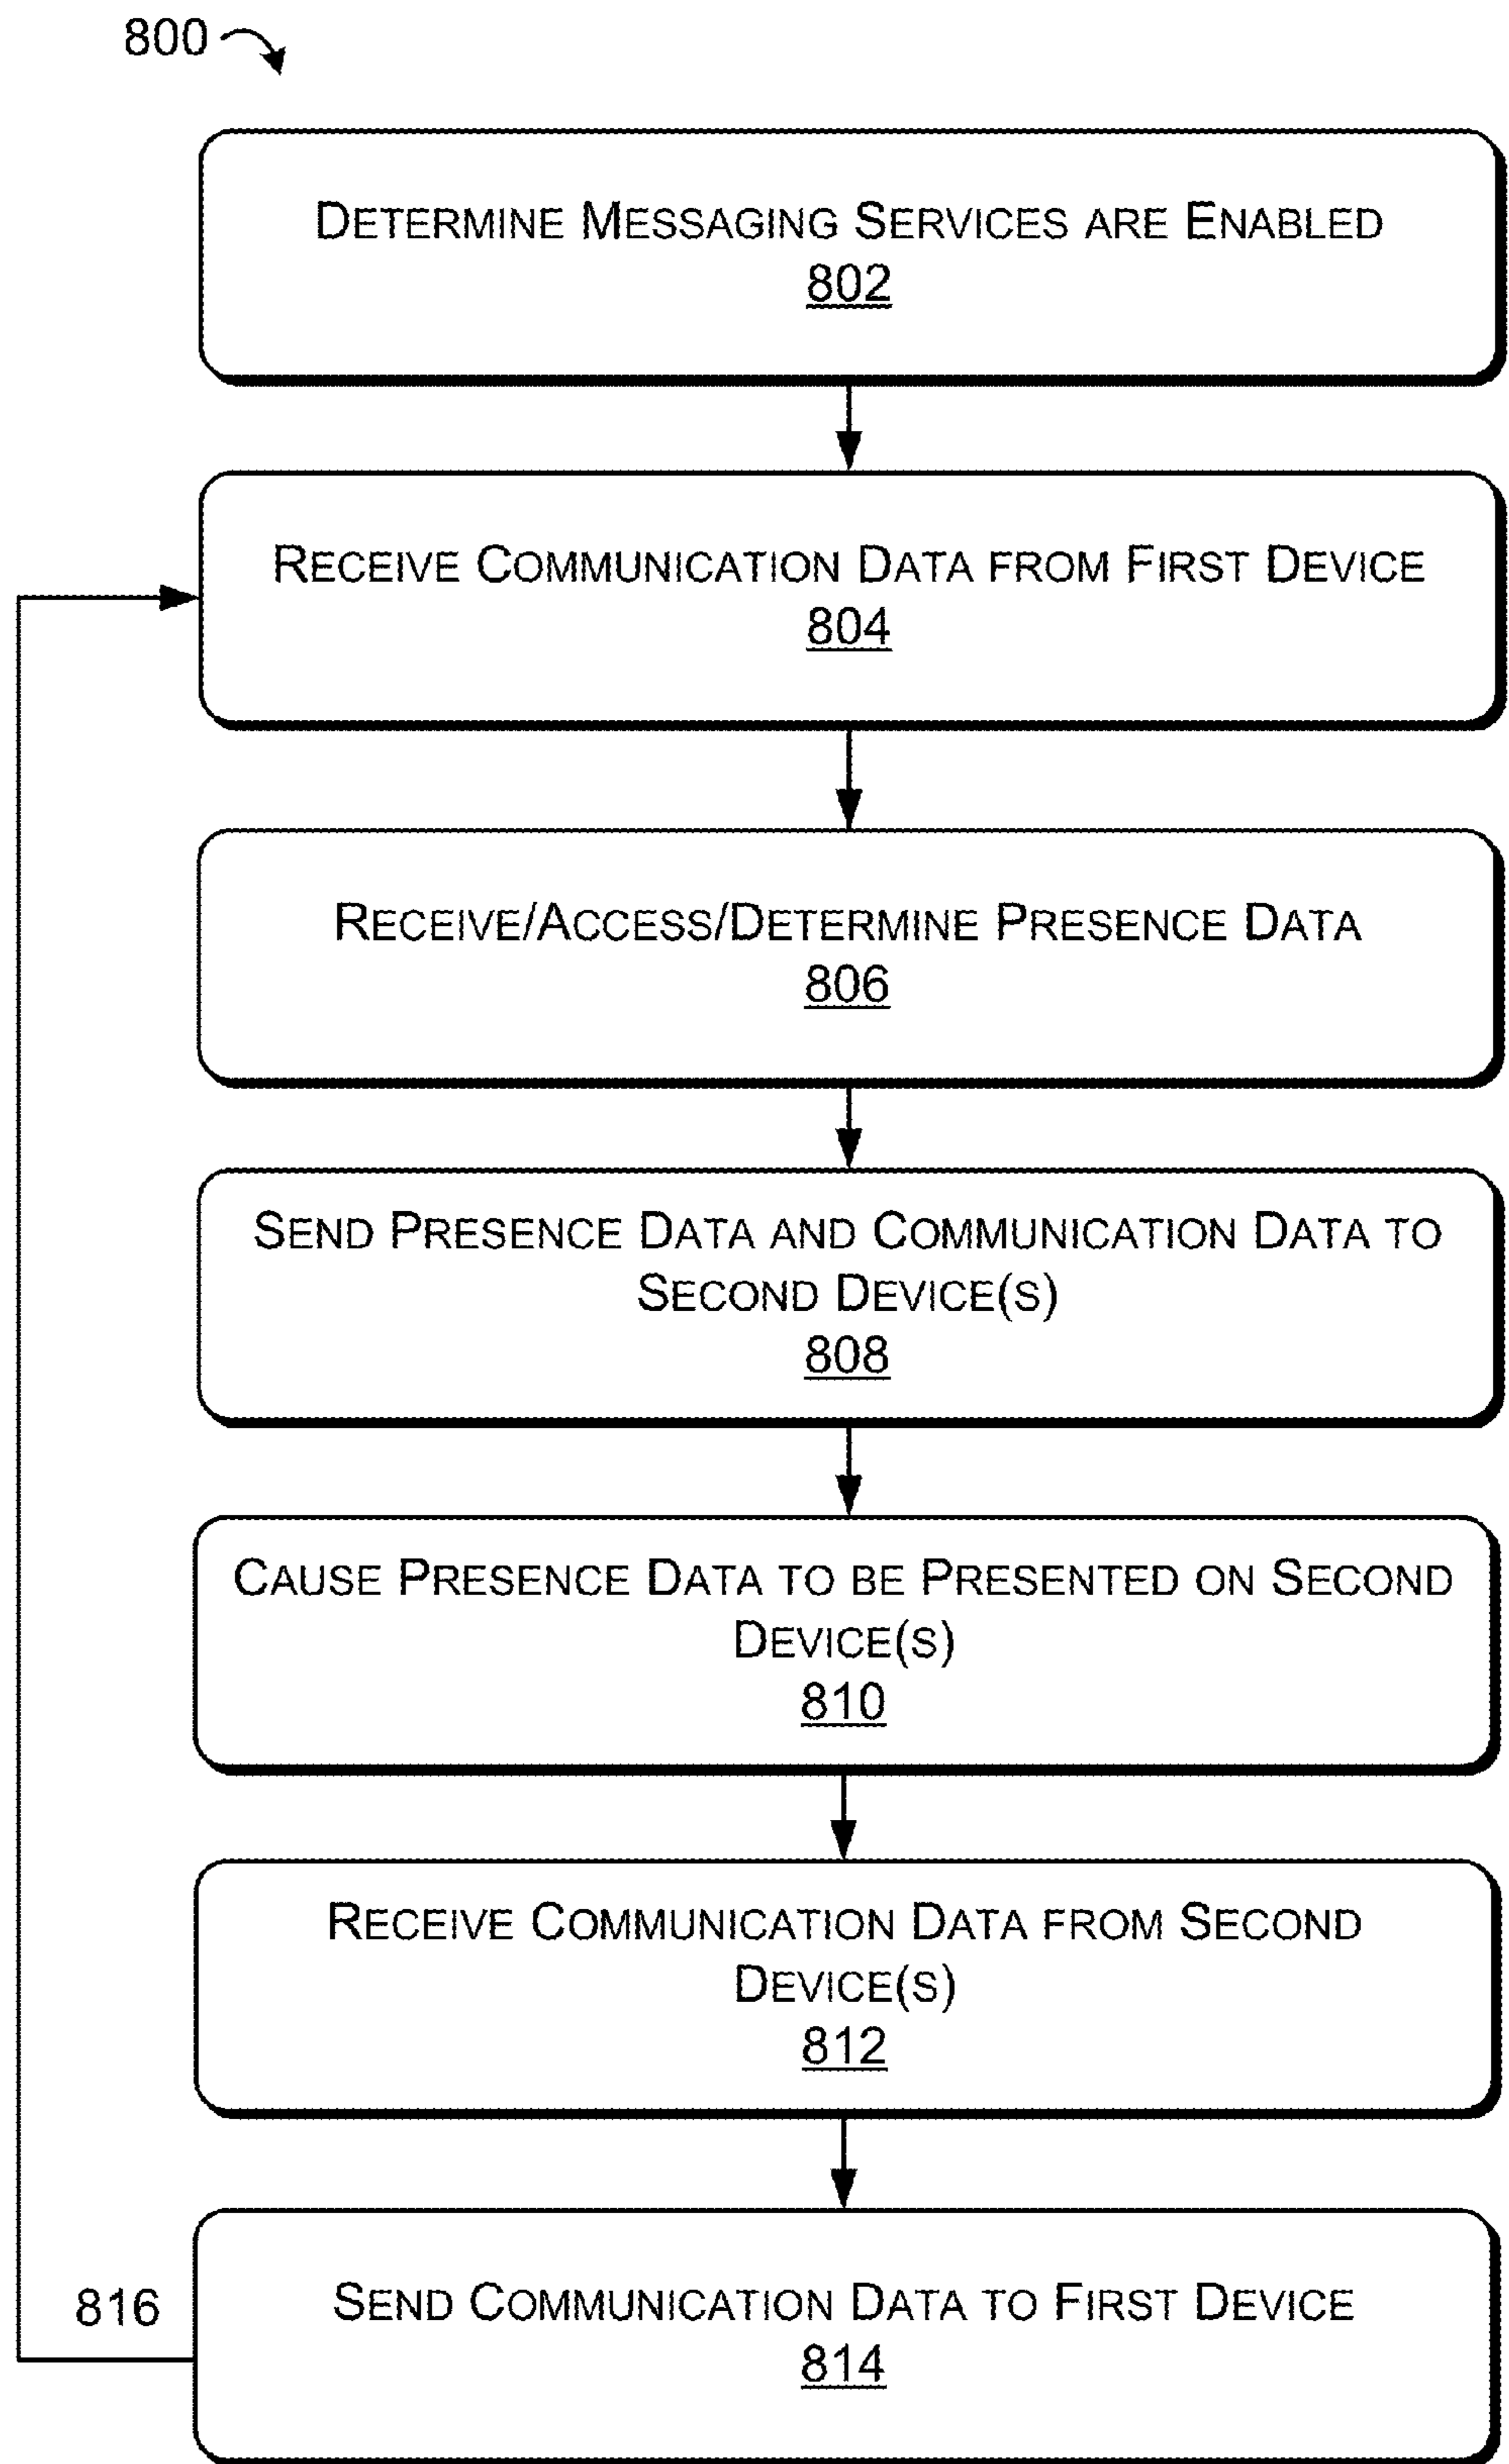 800
DETERMINE MESSAGING SERVICES ARE ENABLED
802
RECEIVE COMMUNICATION DATA FROM FIRST DEVICE
804
RECEIVE/ACCESS/DETERMINE PRESENCE DATA
806
SEND PRESENCE DATA AND COMMUNICATION DATA TO
SECOND DEVICE(S)
808
CAUSE PRESENCE DATA TO BE PRESENTED ON SECOND
DEVICE(S)
810
RECEIVE COMMUNICATION DATA FROM SECOND
DEVICE(S)
812
816
SEND COMMUNICATION DATA TO FIRST DEVICE
814